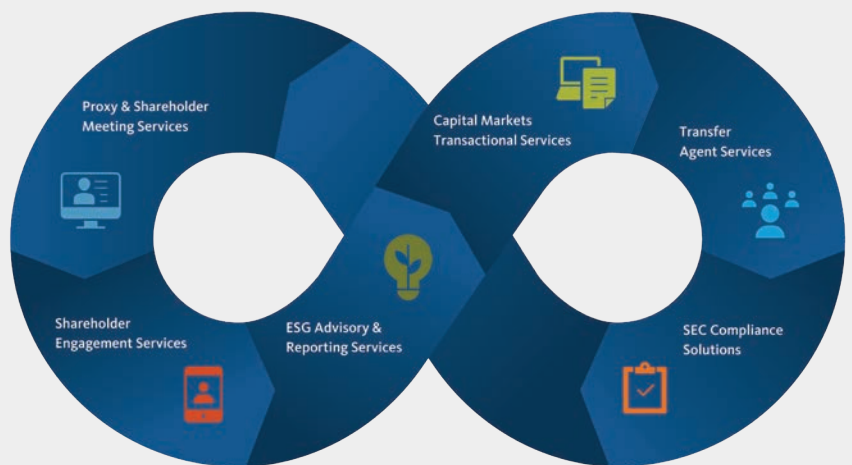 Proxy & Shareholder
Meeting Services
Capital Markets
Transactional Services
Transfer
Agent Services
Shareholder
Engagement Services
ESG Advisory &
Reporting Services
SEC Compliance
Solutions